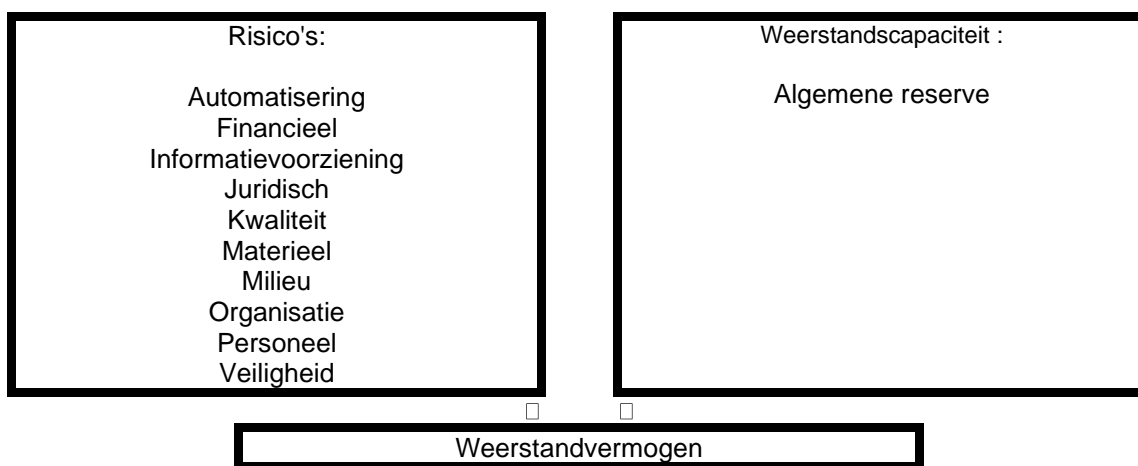 Risico's:
Automatisering
Financieel
Informatievoorziening
Juridisch
Kwaliteit
Materieel
Milieu
Organisatie
Personeel
Veiligheid
Weerstandscapaciteit :
Algemene reserve
Weerstandvermogen